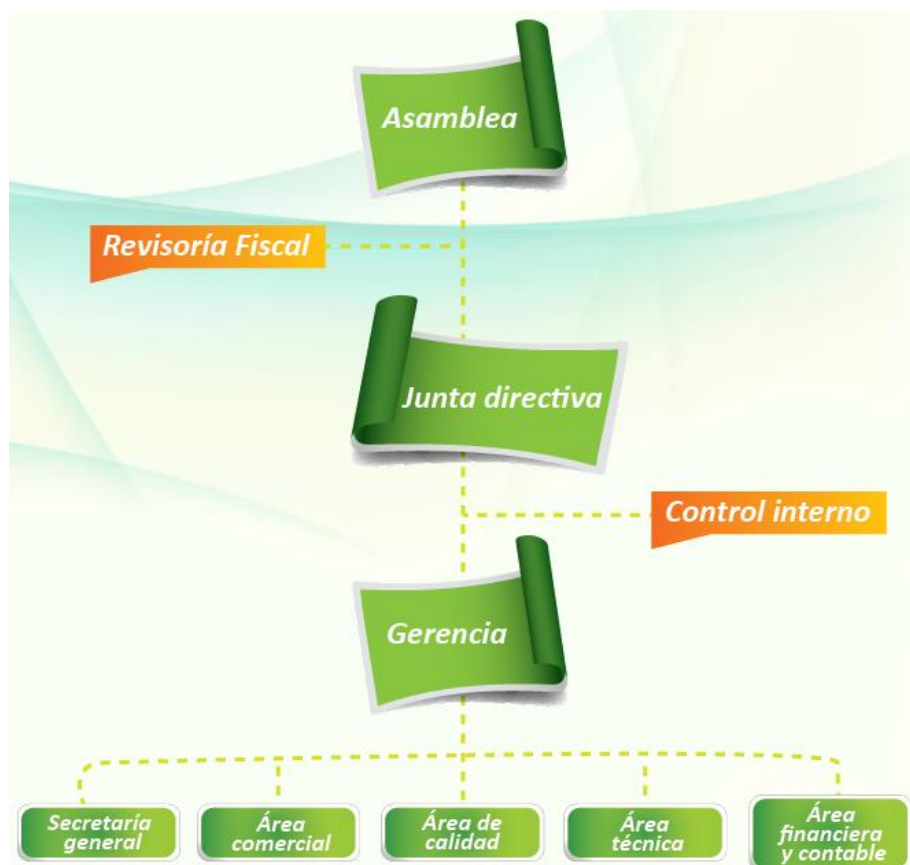 Asamblea
Revisoría Fiscal
Junta directiva
Control interno
Gerencia
Secretaría
general
Área
comercial
Área de
calidad
Área
técnica
Área
financiera
y contable